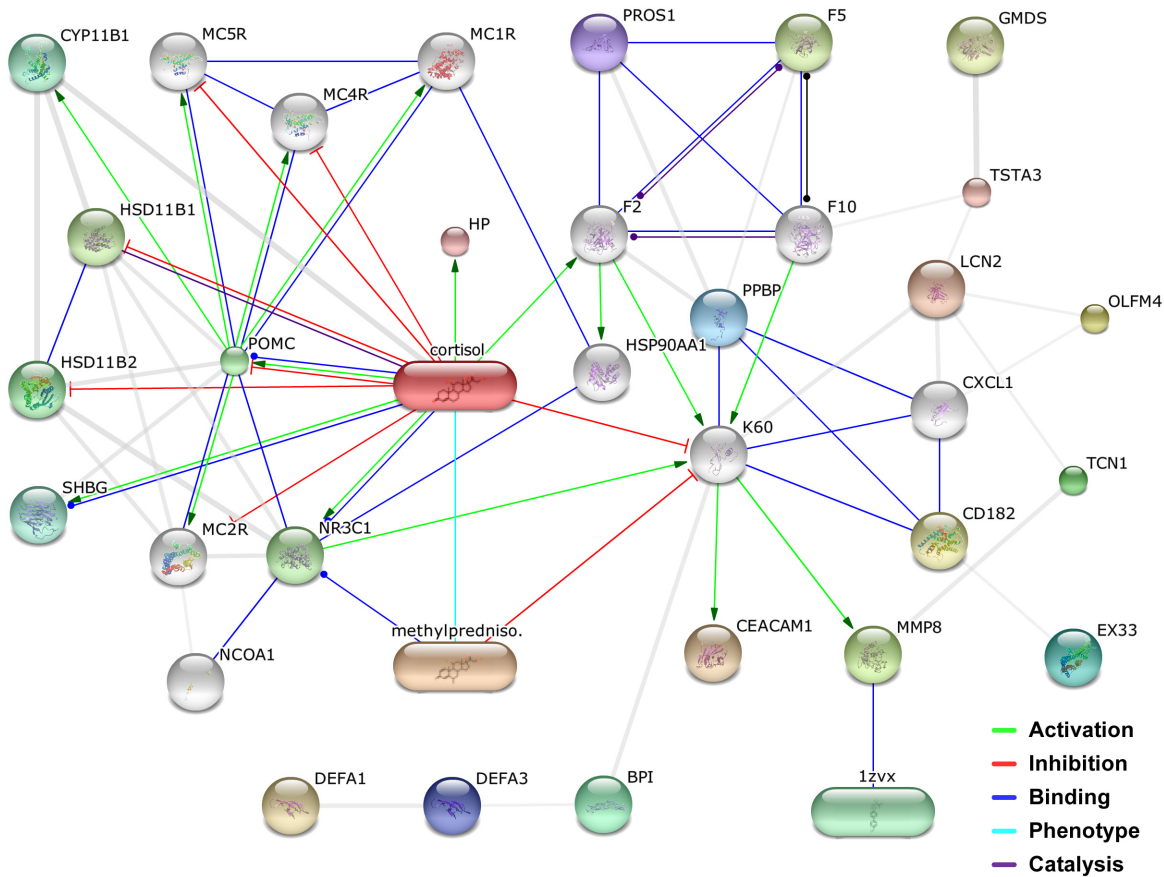 PROS1
F5
GMDS
CYP11B1
MC5R
MC1R
MC4R
TSTA3
HSD11B1
HP
F2
F10
LCN2
PPBP
OLFM4
POMC
cortisol
HSP90AA1
HSD11B2
CXCL1
K60
TCN1
SHBG
MC2R
NR3C1
CD182
methylpredniso.
CEACAM1
MMP8
EX33
NCOA1
DEFA1
DEFA3
BPI
1zvx
Activation
Inhibition
Binding
Phenotype
Catalysis